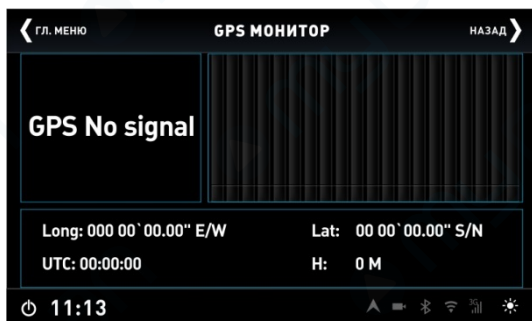 ГЛ. МЕНЮ GPS МОНИТОР НАЗАД
GPS No signal
Long: 000 00`00.00" E/W Lat: 00 00`00.00" S/N
UTC: 00:00:00 H: 0 M
11:13 3G